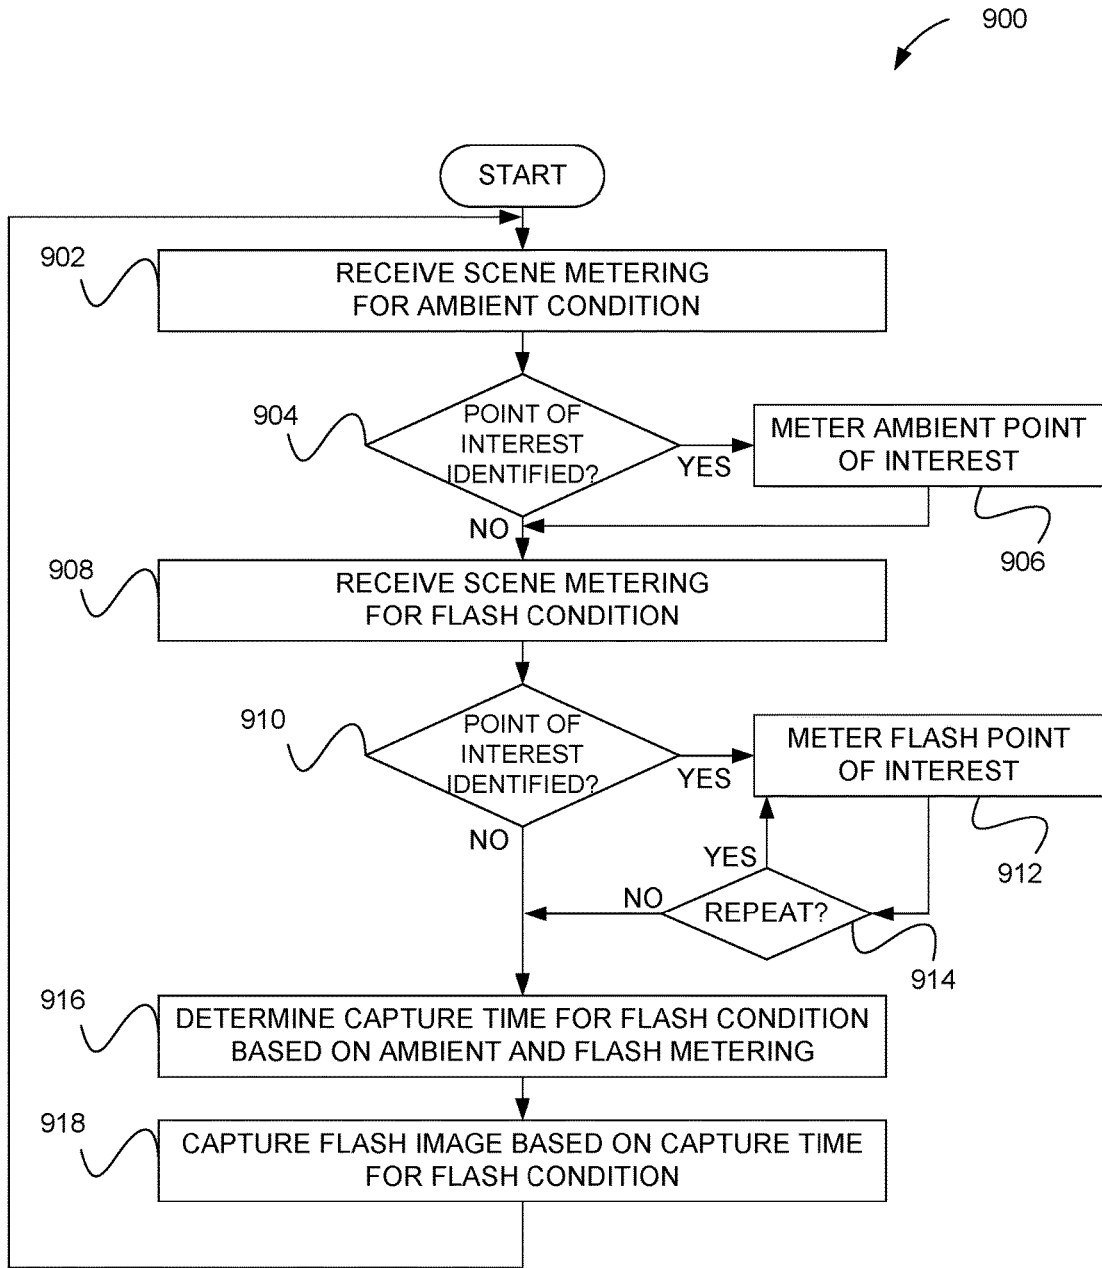 900
START
902
RECEIVE SCENE METERING
FOR AMBIENT CONDITION
904
POINT OF
INTEREST
IDENTIFIED?
YES
METER AMBIENT POINT
OF INTEREST
NO
906
908
RECEIVE SCENE METERING
FOR FLASH CONDITION
910
POINT OF
INTEREST
IDENTIFIED?
YES
METER FLASH POINT
OF INTEREST
NO
YES
912
NO
REPEAT?
914
916
DETERMINE CAPTURE TIME FOR FLASH CONDITION
BASED ON AMBIENT AND FLASH METERING
918
CAPTURE FLASH IMAGE BASED ON CAPTURE TIME
FOR FLASH CONDITION